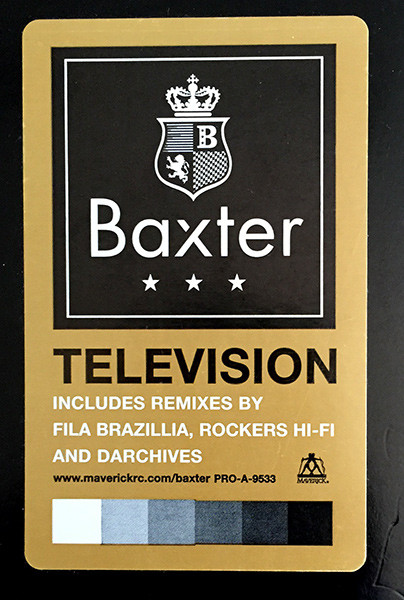 B
Baxter
TELEVISION
INCLUDES REMIXES BY
FILA BRAZILLIA, ROCKERS HI-FI
AND DARCHIVES
www.maverickrc.com/baxter PRO-A-9533
MAVERICK